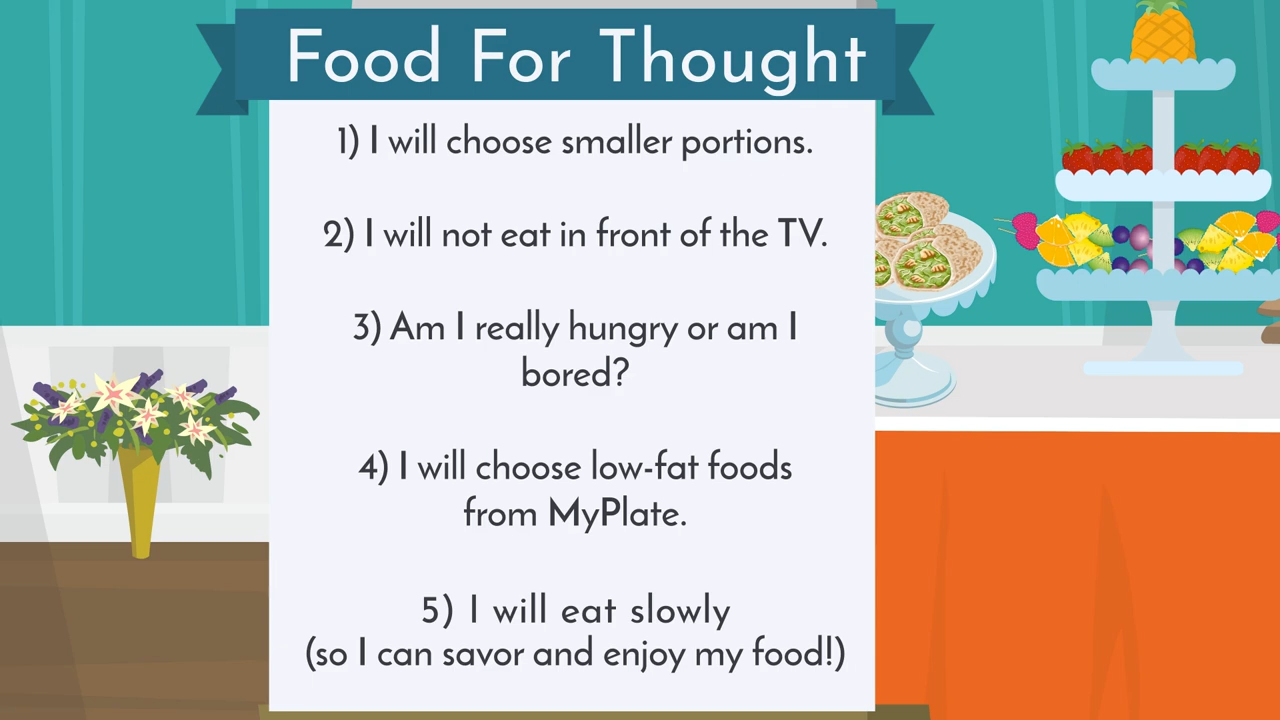 Food For Thought
1) I will choose smaller portions.
2) I will not eat in front of the TV.
3) Am I really hungry or am I
bored?
4) I will choose low-fat foods
from MyPlate.
5) I will eat slowly
(so I can savor and enjoy my food!)